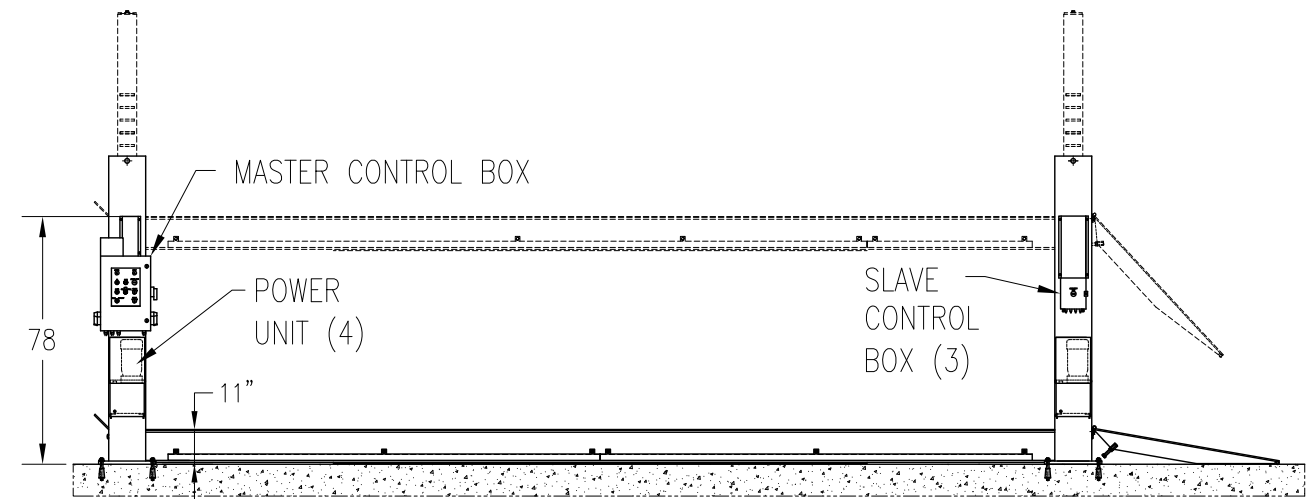 MASTER CONTROL BOX
POWER
UNIT (4)
SLAVE
CONTROL
BOX (3)
78
11”